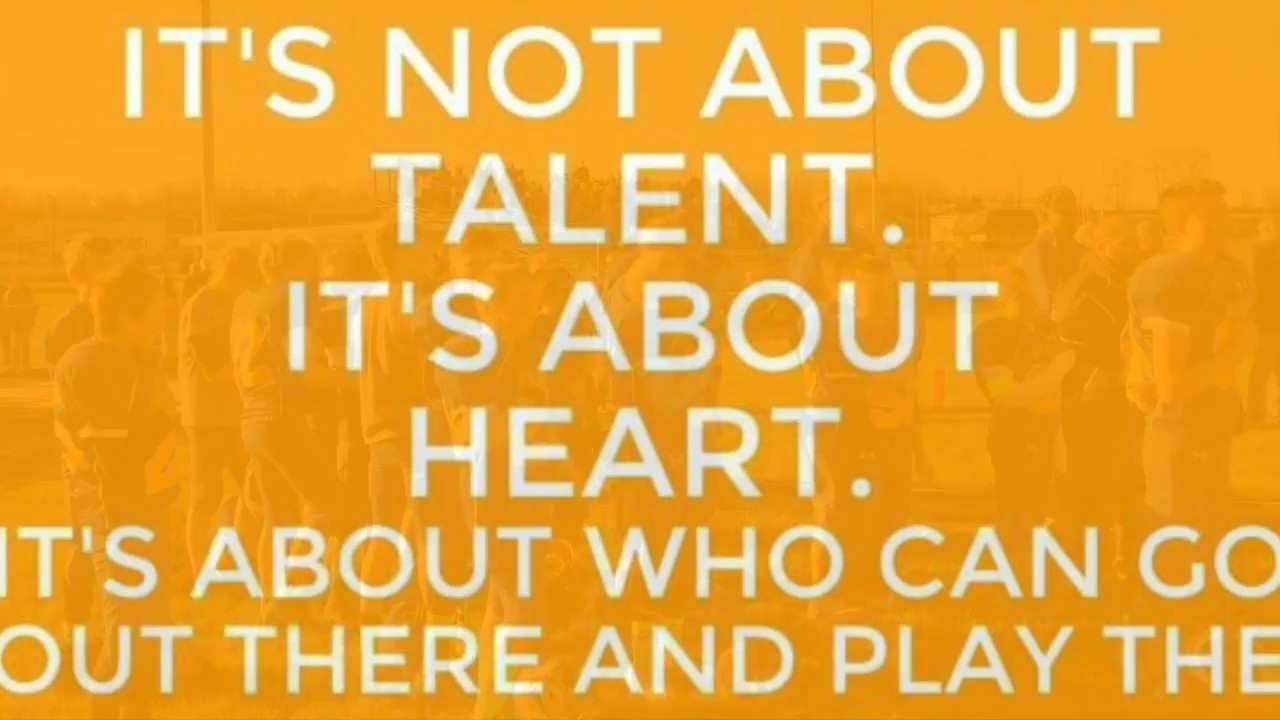 IT'S NOT ABOUT
TALENT.
IT'S ABOUT
HEART.
IT'S ABOUT WHO CAN GO
OUT THERE AND PLAY THE